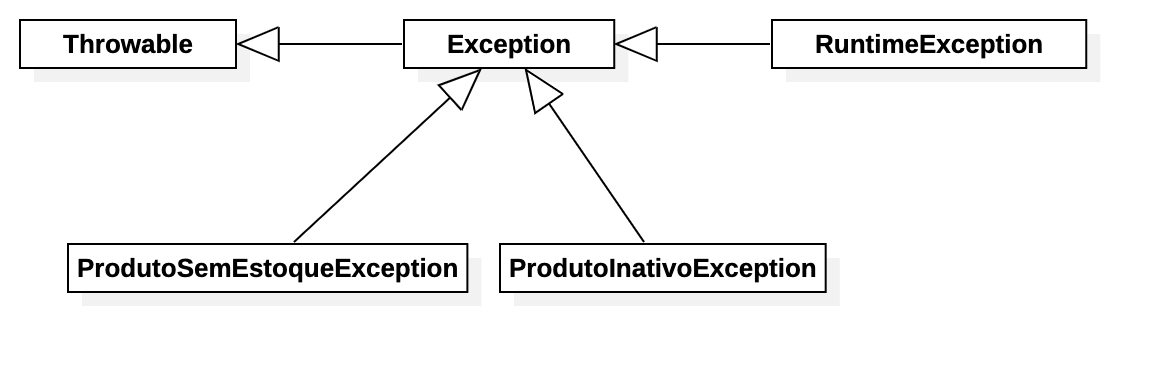 Throwable
Exception
RuntimeException
ProdutoSemEstoqueException
ProdutoInativoException